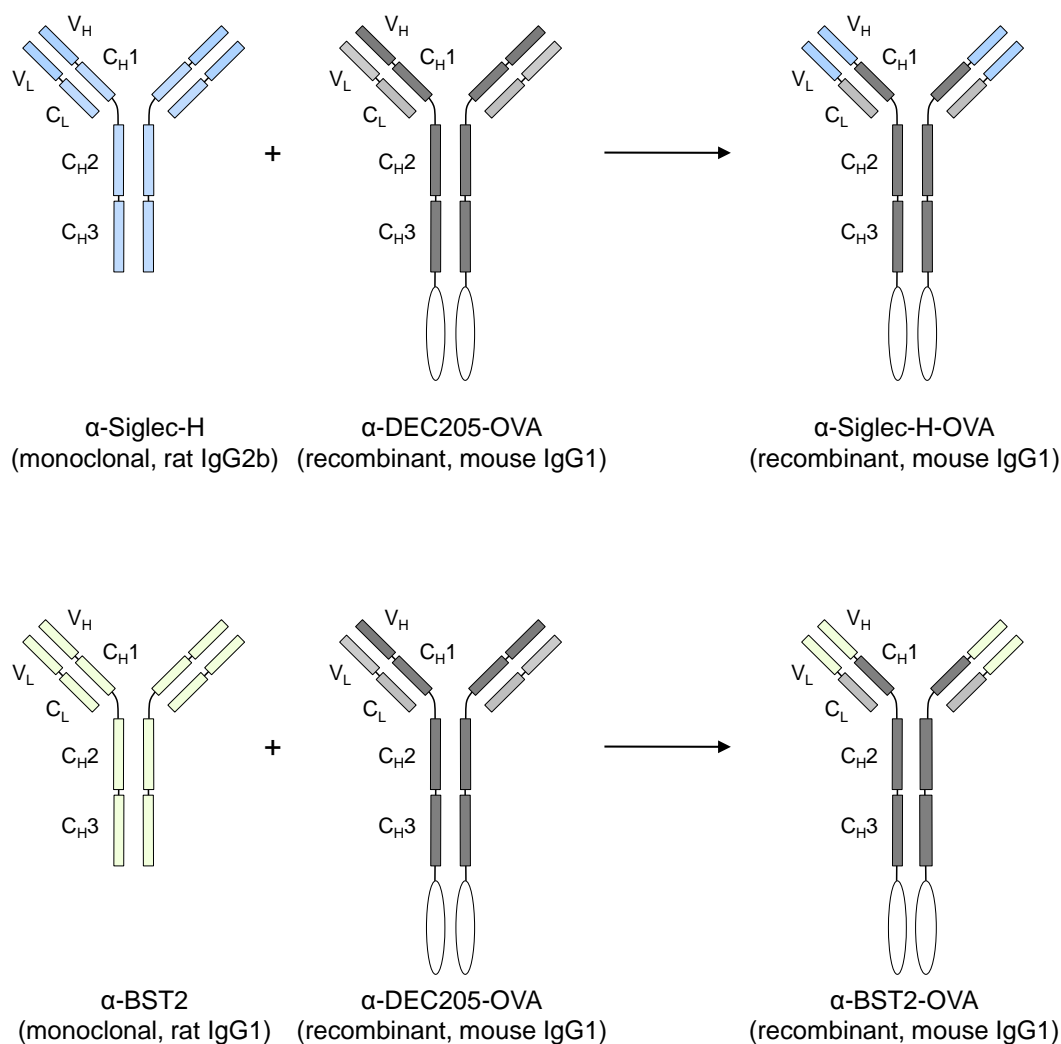 V_H
C_H1
V_L
C_L
C_H2
C_H3
+
V_H
C_H1
V_L
C_L
C_H2
C_H3
V_H
C_H1
V_L
C_L
C_H2
C_H3
α-Siglec-H
(monoclonal, rat IgG2b)
α-DEC205-OVA
(recombinant, mouse IgG1)
α-Siglec-H-OVA
(recombinant, mouse IgG1)
V_H
C_H1
V_L
C_L
C_H2
C_H3
+
V_H
C_H1
V_L
C_L
C_H2
C_H3
V_H
C_H1
V_L
C_L
C_H2
C_H3
α-BST2
(monoclonal, rat IgG1)
α-DEC205-OVA
(recombinant, mouse IgG1)
α-BST2-OVA
(recombinant, mouse IgG1)